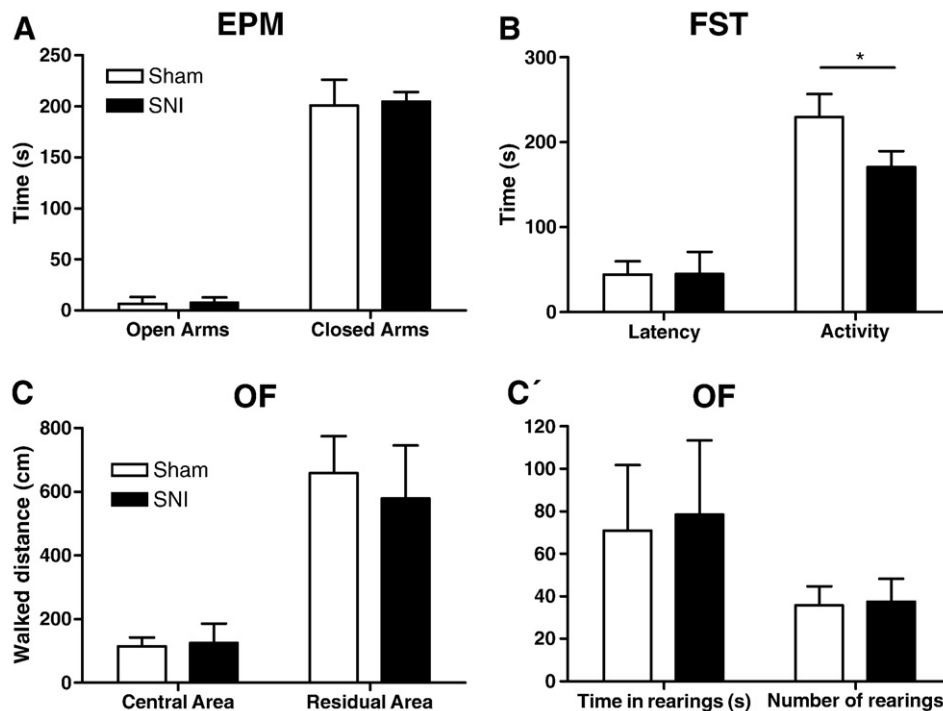 A
EPM
Time (s)
250
200
150
100
50
0
Sham
SNI
Open Arms
Closed Arms
B
FST
Time (s)
300
200
100
0
*
Latency
Activity
C
OF
Walked distance (cm)
800
600
400
200
0
Sham
SNI
Central Area
Residual Area
C´
OF
120
100
80
60
40
20
0
Time in rearings (s)
Number of rearings